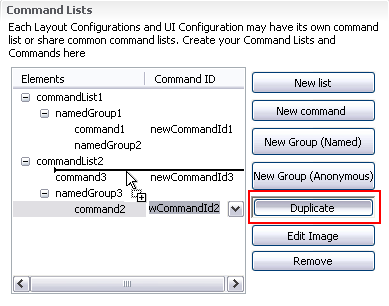 Command Lists
Each Layout Configurations and UI Configuration may have its own command
list or share common command lists. Create your Command Lists and
Commands here
Elements Command ID
commandList1
namedGroup1
command1 newCommandId1
namedGroup2
commandList2
command3 newCommandId3
namedGroup3
command2 wCommandId2
New list
New command
New Group (Named)
New Group (Anonymous)
Duplicate
Edit Image
Remove